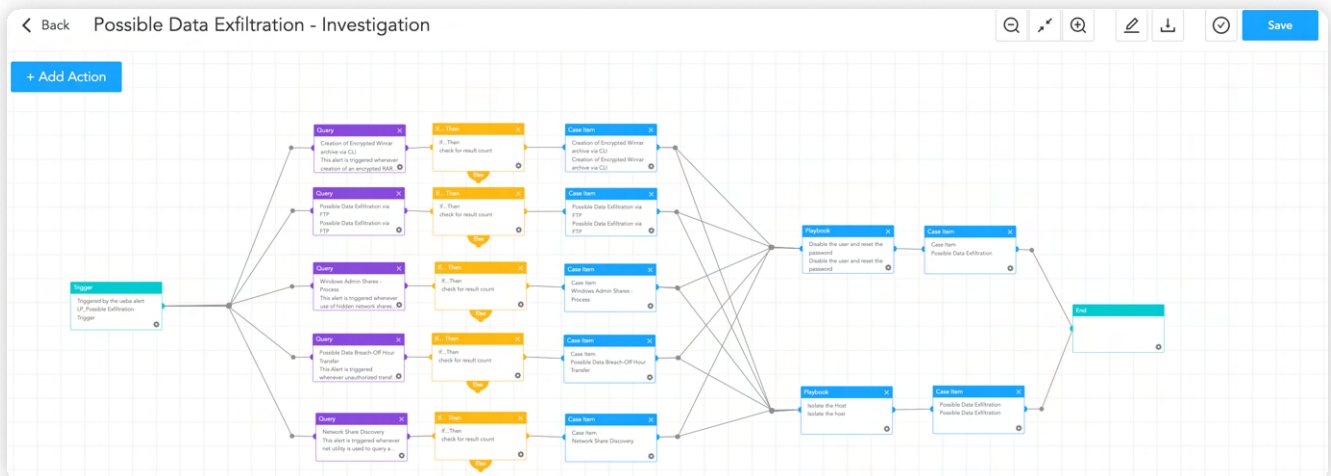 Back
Possible Data Exfiltration - Investigation
Save
+ Add Action
Trigger
Triggered by the ueba alert
LP_Possible Exfiltration
Trigger
Query
Creation of Encrypted Winrar
archive via CLI
This alert is triggered whenever
creation of an encrypted RAR..
If...Then
If...Then
check for result count
Else
Case Item
Creation of Encrypted Winrar
archive via CLI
Creation of Encrypted Winrar
archive via CLI
Query
Possible Data Exfiltration via
FTP
Possible Data Exfiltration via
FTP
If...Then
If...Then
check for result count
Else
Case Item
Possible Data Exfiltration via
FTP
Possible Data Exfiltration via
FTP
Query
Windows Admin Shares -
Process
This alert is triggered whenever
use of hidden network shares..
If...Then
If...Then
check for result count
Else
Case Item
Case Item
Windows Admin Shares -
Process
Query
Possible Data Breach-Off Hour
Transfer
This Alert is triggered
whenever unauthorized transf..
If...Then
If...Then
check for result count
Else
Case Item
Case Item
Possible Data Breach-Off Hour
Transfer
Query
Network Share Discovery
This alert is triggered whenever
net utility is used to query a...
If...Then
If...Then
check for result count
Else
Case Item
Case Item
Network Share Discovery
Playbook
Disable the user and reset the
password
Disable the user and reset the
password
Case Item
Case Item
Possible Data Exfiltration
Playbook
Isolate the Host
Isolate the host
Case Item
Possible Data Exfiltration
Possible Data Exfiltration
End